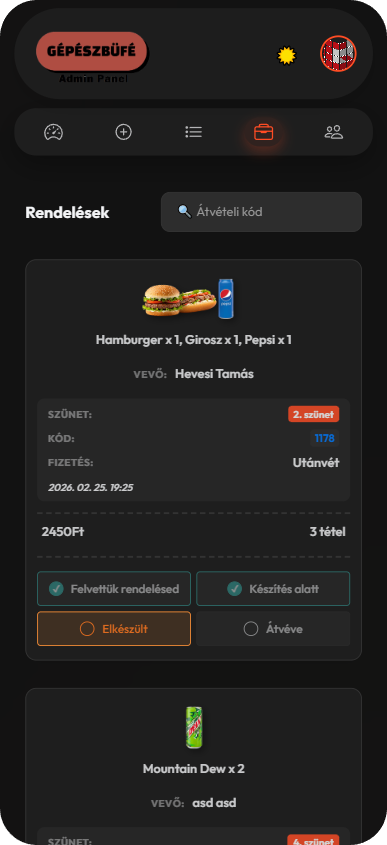 GÉPÉSZBÜFÉ
Admin Panel
Rendelések
Átvételi kód
Hamburger x 1, Girosz x 1, Pepsi x 1
VEVŐ: Hevesi Tamás
SZÜNET: 2. szünet
KÓD: 1178
FIZETÉS: Utánvét
2026. 02. 25. 19:25
2450Ft 3 tétel
Felvettük rendelésed Készítés alatt
Elkészült Átvéve
Mountain Dew x 2
VEVŐ: asd asd
SZÜNET: 4. szünet